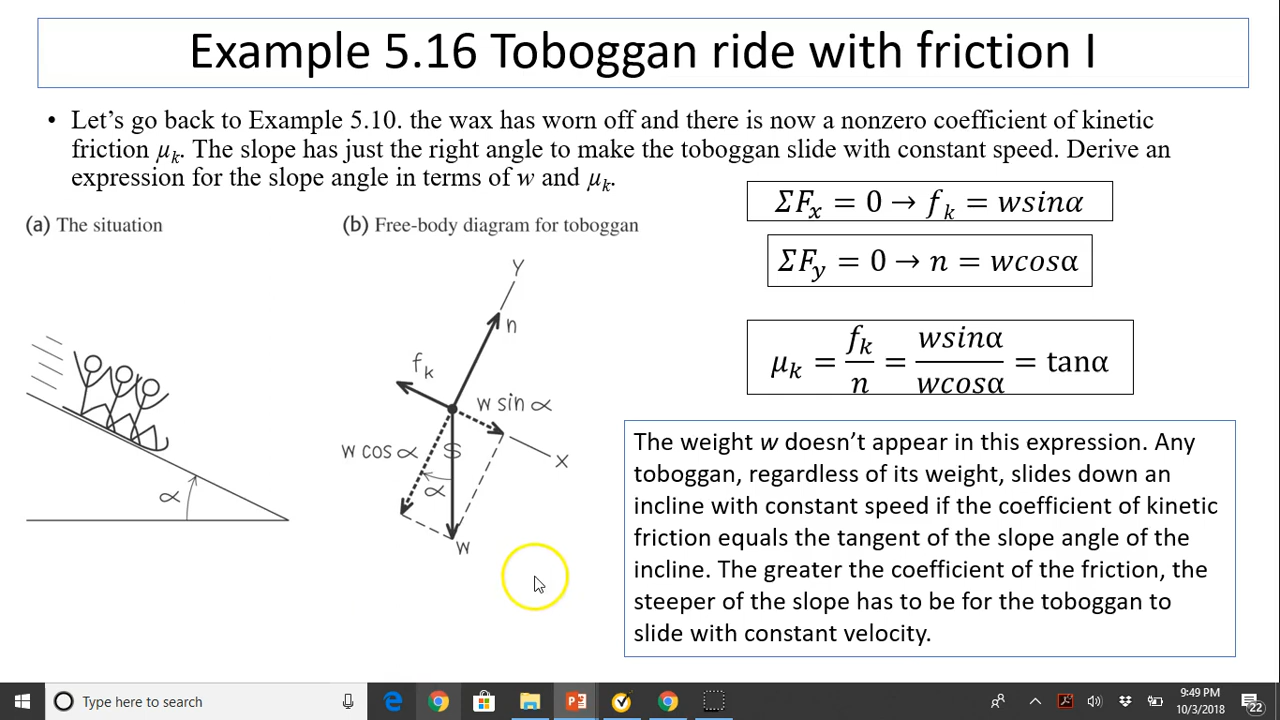 Example 5.16 Toboggan ride with friction I
• Let's go back to Example 5.10. the wax has worn off and there is now a nonzero coefficient of kinetic
friction μₖ. The slope has just the right angle to make the toboggan slide with constant speed. Derive an
expression for the slope angle in terms of w and μₖ.
(a) The situation
α
(b) Free-body diagram for toboggan
y
n
fₖ
w sin α
w cos α
x
α
w
ΣFₓ = 0 → fₖ = wsinα
ΣF_y = 0 → n = wcosα
μₖ = fₖ/n = wsinα/wcosα = tanα
The weight w doesn't appear in this expression. Any
toboggan, regardless of its weight, slides down an
incline with constant speed if the coefficient of kinetic
friction equals the tangent of the slope angle of the
incline. The greater the coefficient of the friction, the
steeper of the slope has to be for the toboggan to
slide with constant velocity.
Type here to search
9:49 PM
10/3/2018
22